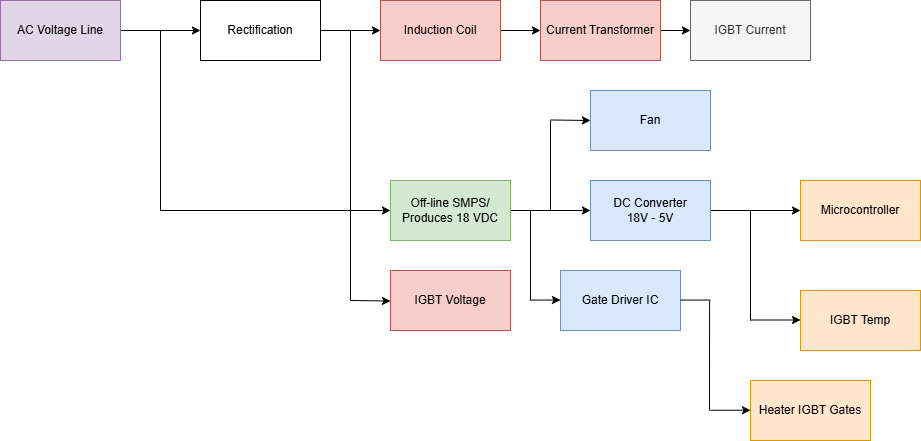 AC Voltage Line
Rectification
Induction Coil
Current Transformer
IGBT Current
Fan
Off-line SMPS/
Produces 18 VDC
DC Converter
18V - 5V
Microcontroller
IGBT Voltage
Gate Driver IC
IGBT Temp
Heater IGBT Gates